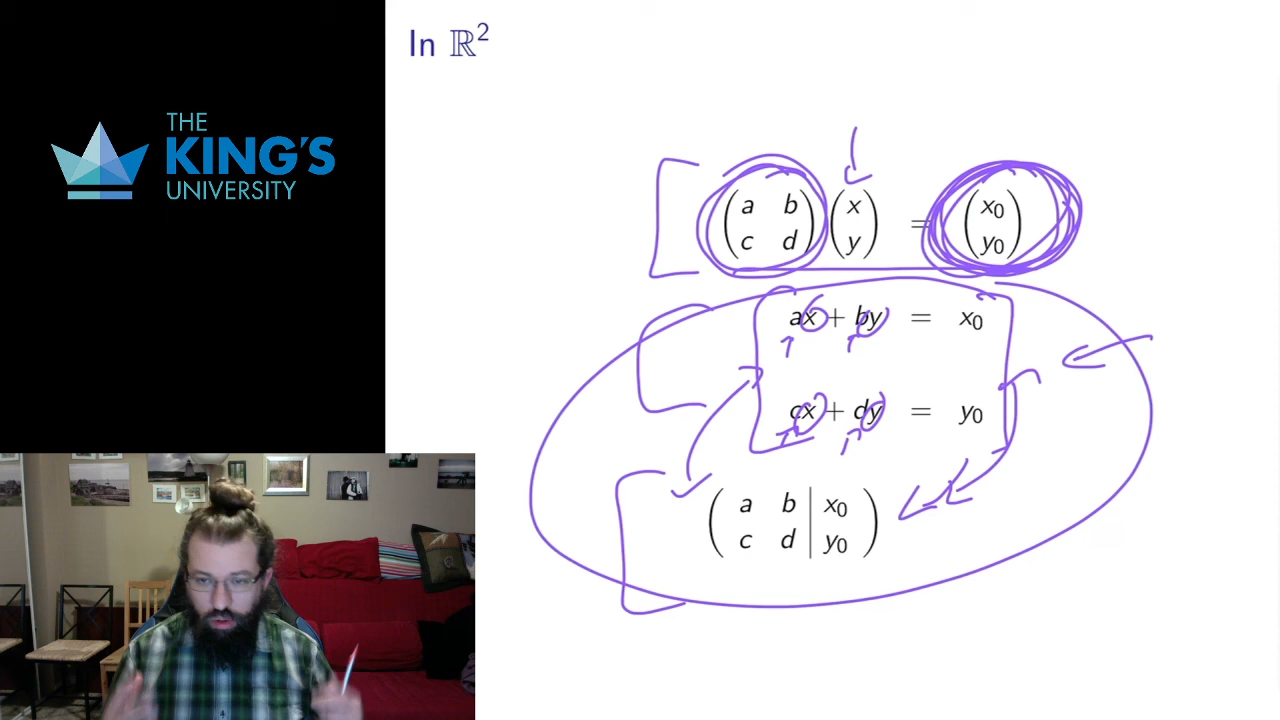 THE
KING'S
UNIVERSITY
In ℝ²
(a b) (x) = (x₀)
(c d) (y) (y₀)
ax + by = x₀
cx + dy = y₀
(a b | x₀)
(c d | y₀)